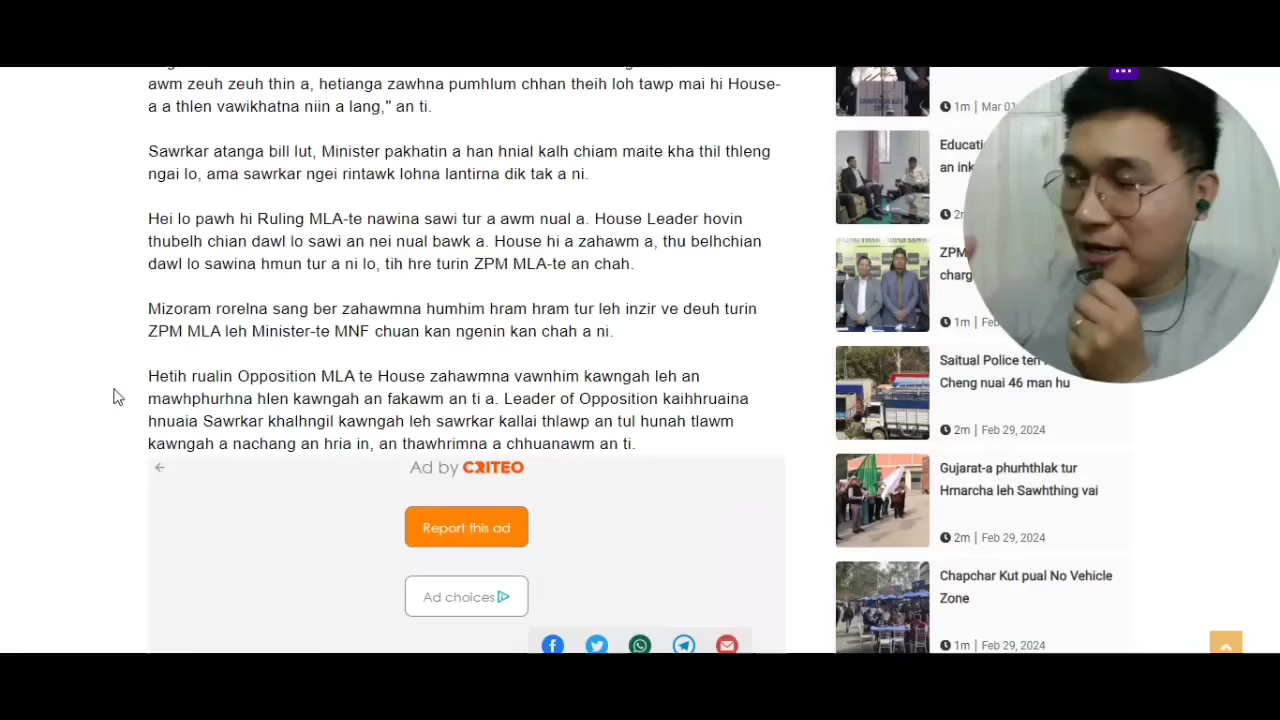 awm zeuh zeuh thin a, hetianga zawhna pumhlum chhan theih loh tawp mai hi House-
a a thlen vawikhatna niin a lang," an ti.
Sawrkar atanga bill lut, Minister pakhatin a han hnial kalh chiam maite kha thil thleng
ngai lo, ama sawrkar ngei rintawk lohna lantirna dik tak a ni.
Hei lo pawh hi Ruling MLA-te nawina sawi tur a awm nual a. House Leader hovin
thubelh chian dawl lo sawi an nei nual bawk a. House hi a zahawm a, thu belhchian
dawl lo sawina hmun tur a ni lo, tih hre turin ZPM MLA-te an chah.
Mizoram rorelna sang ber zahawmna humhim hram hram tur leh inzir ve deuh turin
ZPM MLA leh Minister-te MNF chuan kan ngenin kan chah a ni.
Hetih rualin Opposition MLA te House zahawmna vawnhim kawngah leh an
mawhphurhna hlen kawngah an fakawm an ti a. Leader of Opposition kaihhruaina
hnuaia Sawrkar khalhngil kawngah leh sawrkar kallai thlawp an tul hunah tlawm
kawngah a nachang an hria in, an thawhrimna a chhuanawm an ti.
Ad by CRITEO
Report this ad
Ad choices
1m | Mar 01
Educati
an ink
ZPM
charg
1m | Feb
Saitual Police ten
Cheng nuai 46 man hu
2m | Feb 29, 2024
Gujarat-a phurhthlak tur
Hmarcha leh Sawhthing vai
2m | Feb 29, 2024
Chapchar Kut pual No Vehicle
Zone
1m | Feb 29, 2024